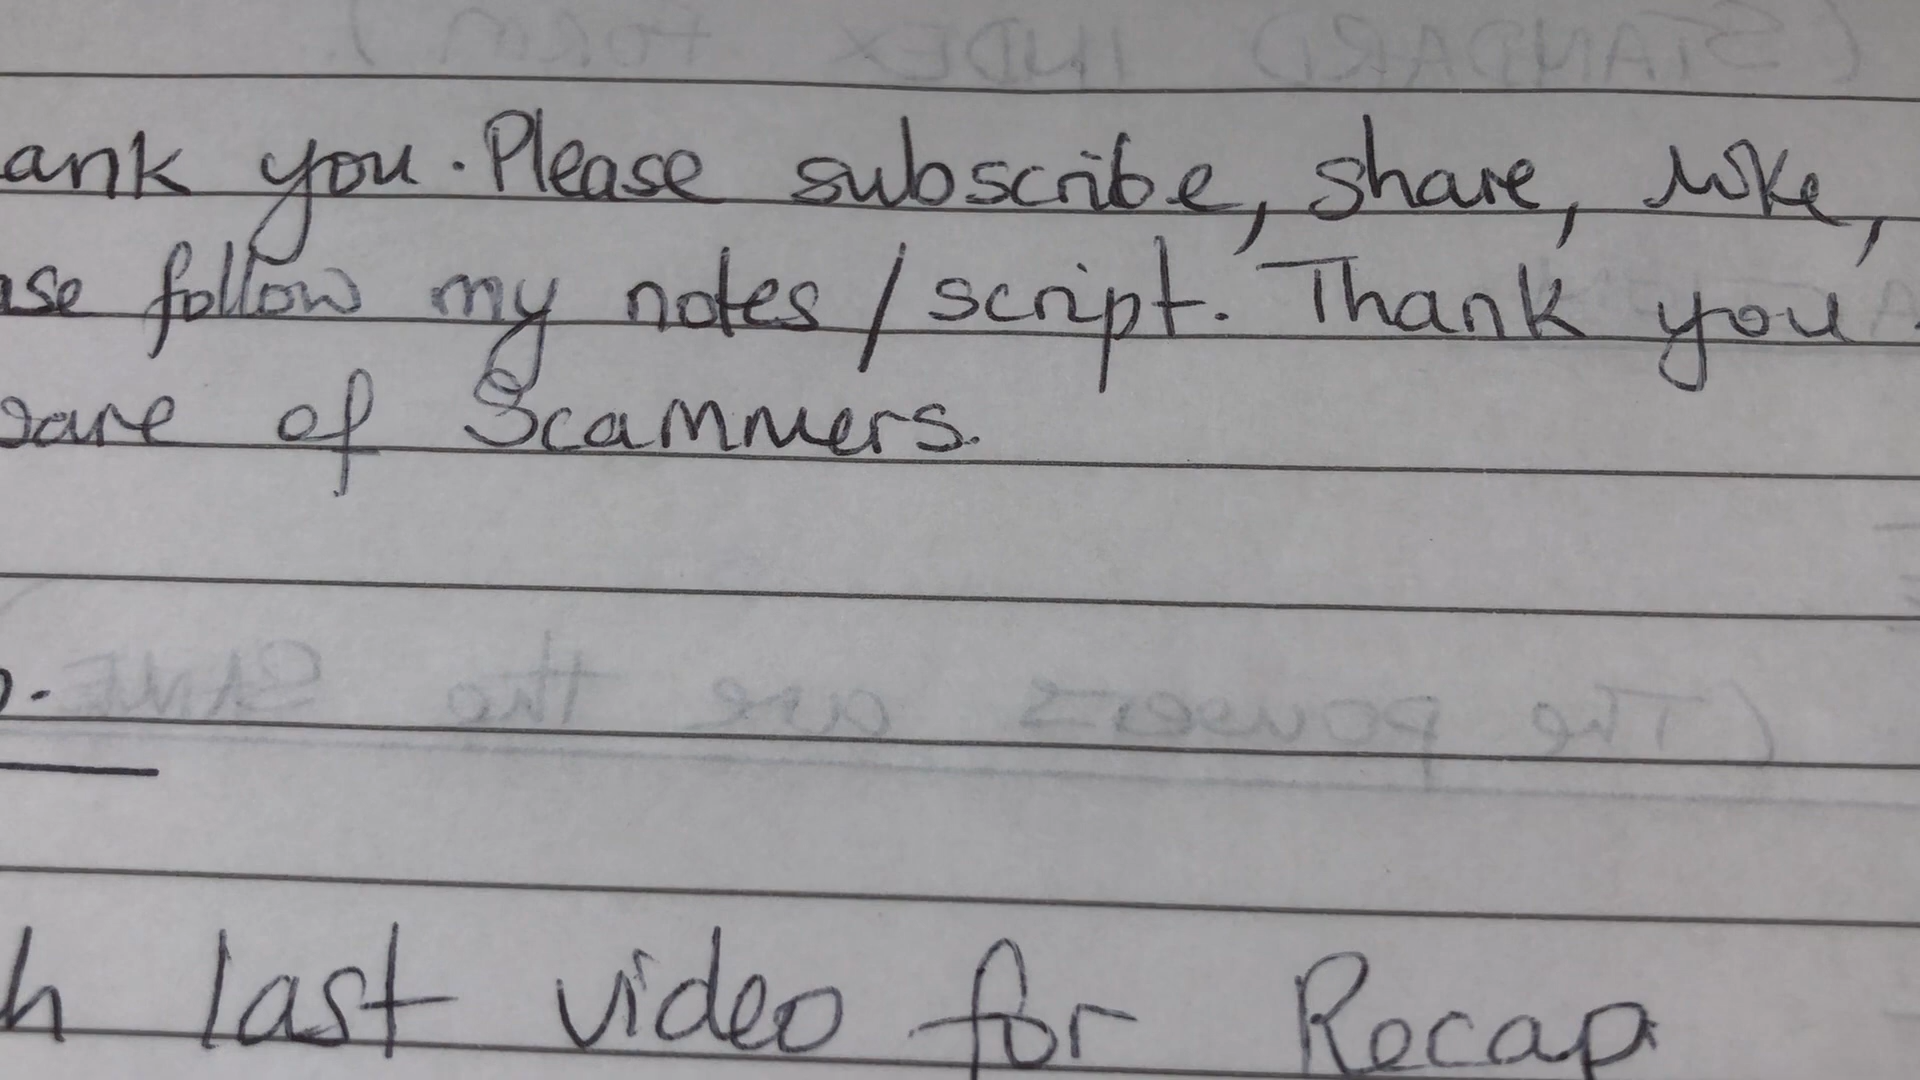 ank you. Please subscribe, share, like,
ase follow my notes / script. Thank you.
ware of Scammers.
h last video for Recap